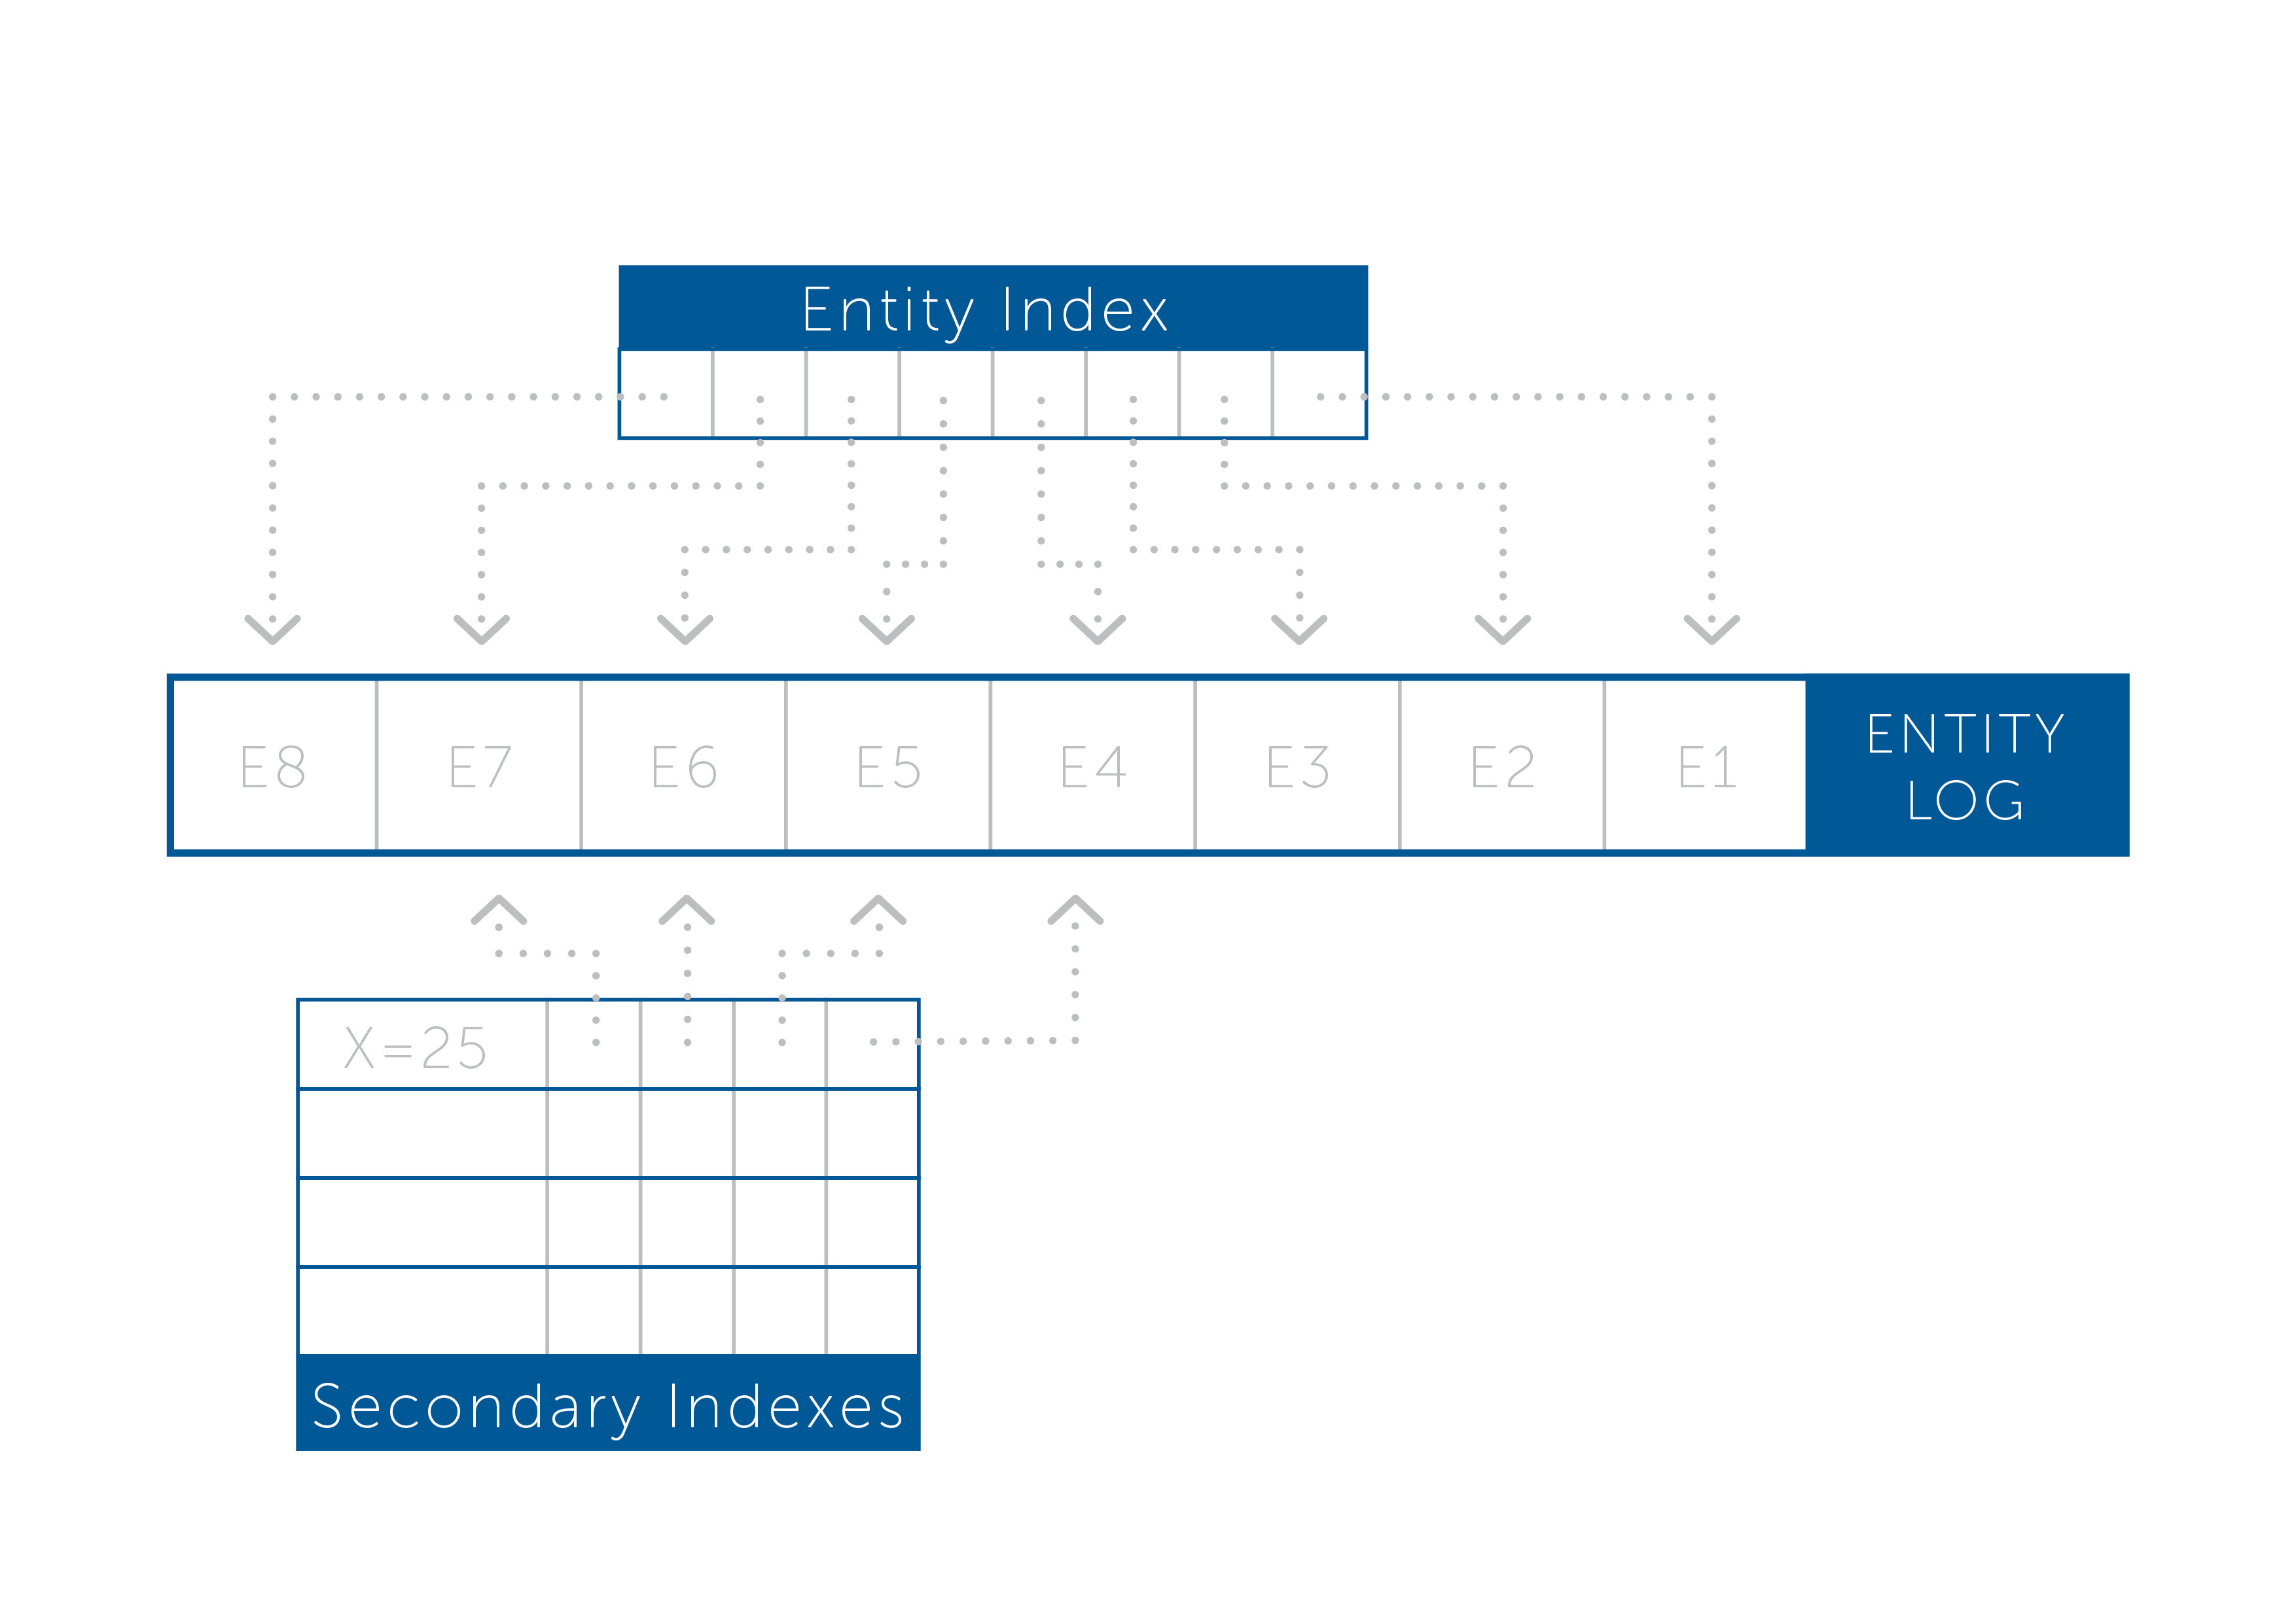 Entity Index
E8 E7 E6 E5 E4 E3 E2 E1
ENTITY
LOG
X=25
Secondary Indexes